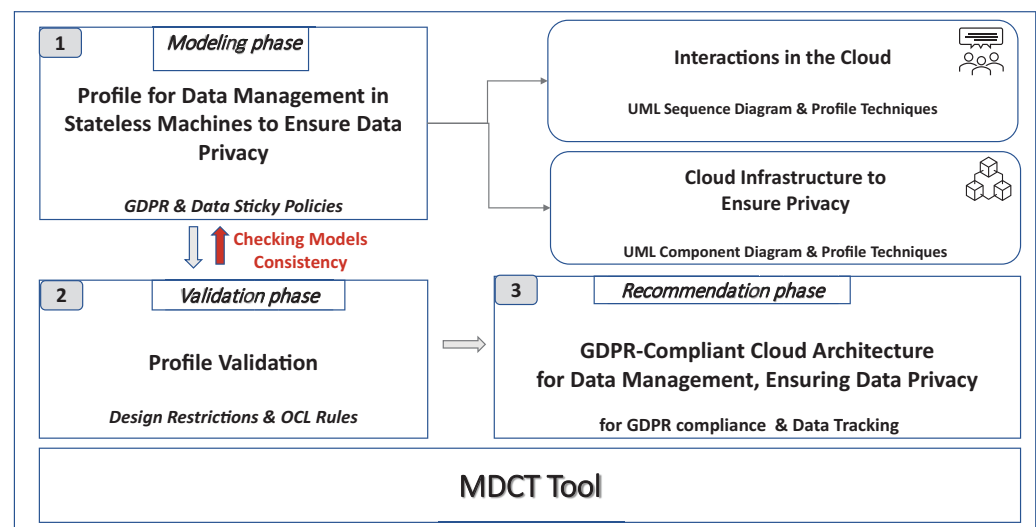 1
Modeling phase
Profile for Data Management in
Stateless Machines to Ensure Data
Privacy
GDPR & Data Sticky Policies
Interactions in the Cloud
UML Sequence Diagram & Profile Techniques
Cloud Infrastructure to
Ensure Privacy
UML Component Diagram & Profile Techniques
Checking Models
Consistency
2
Validation phase
Profile Validation
Design Restrictions & OCL Rules
3
Recommendation phase
GDPR-Compliant Cloud Architecture
for Data Management, Ensuring Data Privacy
for GDPR compliance & Data Tracking
MDCT Tool